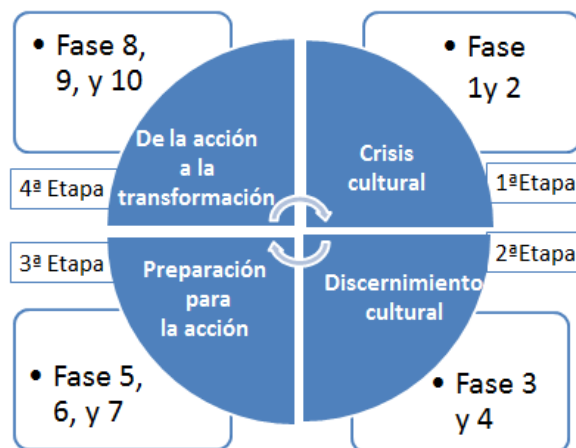 • Fase 8,
9, y 10
• Fase
1y 2
De la acción
a la
transformación
Crisis
cultural
4ª Etapa
1ªEtapa
3ª Etapa
2ªEtapa
Preparación
para
la acción
Discernimiento
cultural
• Fase 5,
6, y 7
• Fase 3
y 4